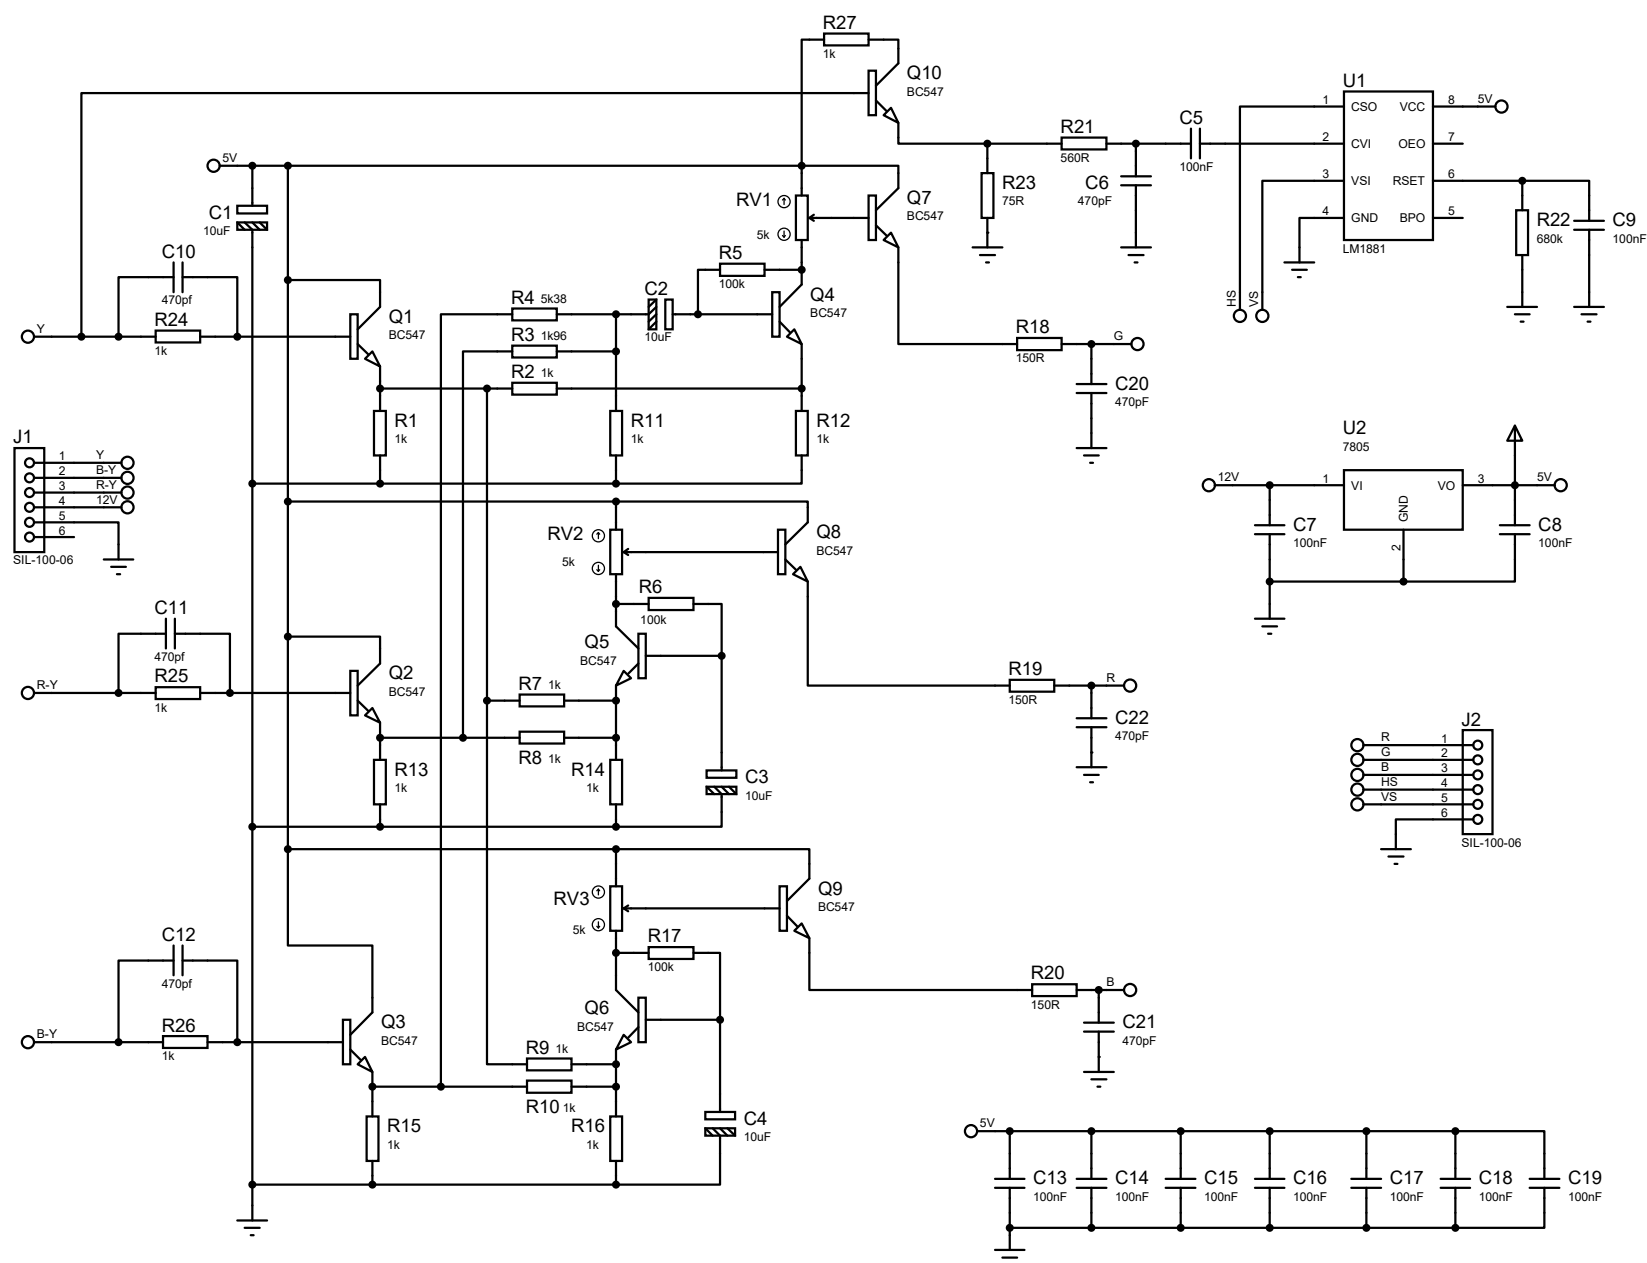 R27
1k
Q10
BC547
U1
1 CSO VCC 8 5V
2 CVI OEO 7
3 VSI RSET 6
4 GND BPO 5
LM1881
R21
560R
C5
100nF
R23
75R
C6
470pF
R22
680k
C9
100nF
HS
VS
5V
C1
10uF
RV1
5k
Q7
BC547
C10
470pf
R24
1k
Y
Q1
BC547
R5
100k
C2
10uF
Q4
BC547
R4 5k38
R3 1k96
R2 1k
R1
1k
R11
1k
R12
1k
R18
150R
G
C20
470pF
J1
1 Y
2 B-Y
3 R-Y
4 12V
5
6
SIL-100-06
U2
7805
12V
1 VI VO 3
GND
2
5V
C7
100nF
C8
100nF
RV2
5k
Q8
BC547
R6
100k
Q5
BC547
C11
470pf
R25
1k
R-Y
Q2
BC547
R7 1k
R8 1k
R13
1k
R14
1k
C3
10uF
R19
150R
R
C22
470pF
J2
R 1
G 2
B 3
HS 4
VS 5
6
SIL-100-06
RV3
5k
Q9
BC547
R17
100k
Q6
BC547
C12
470pf
R26
1k
B-Y
Q3
BC547
R9 1k
R10 1k
R15
1k
R16
1k
C4
10uF
R20
150R
B
C21
470pF
5V
C13
100nF
C14
100nF
C15
100nF
C16
100nF
C17
100nF
C18
100nF
C19
100nF